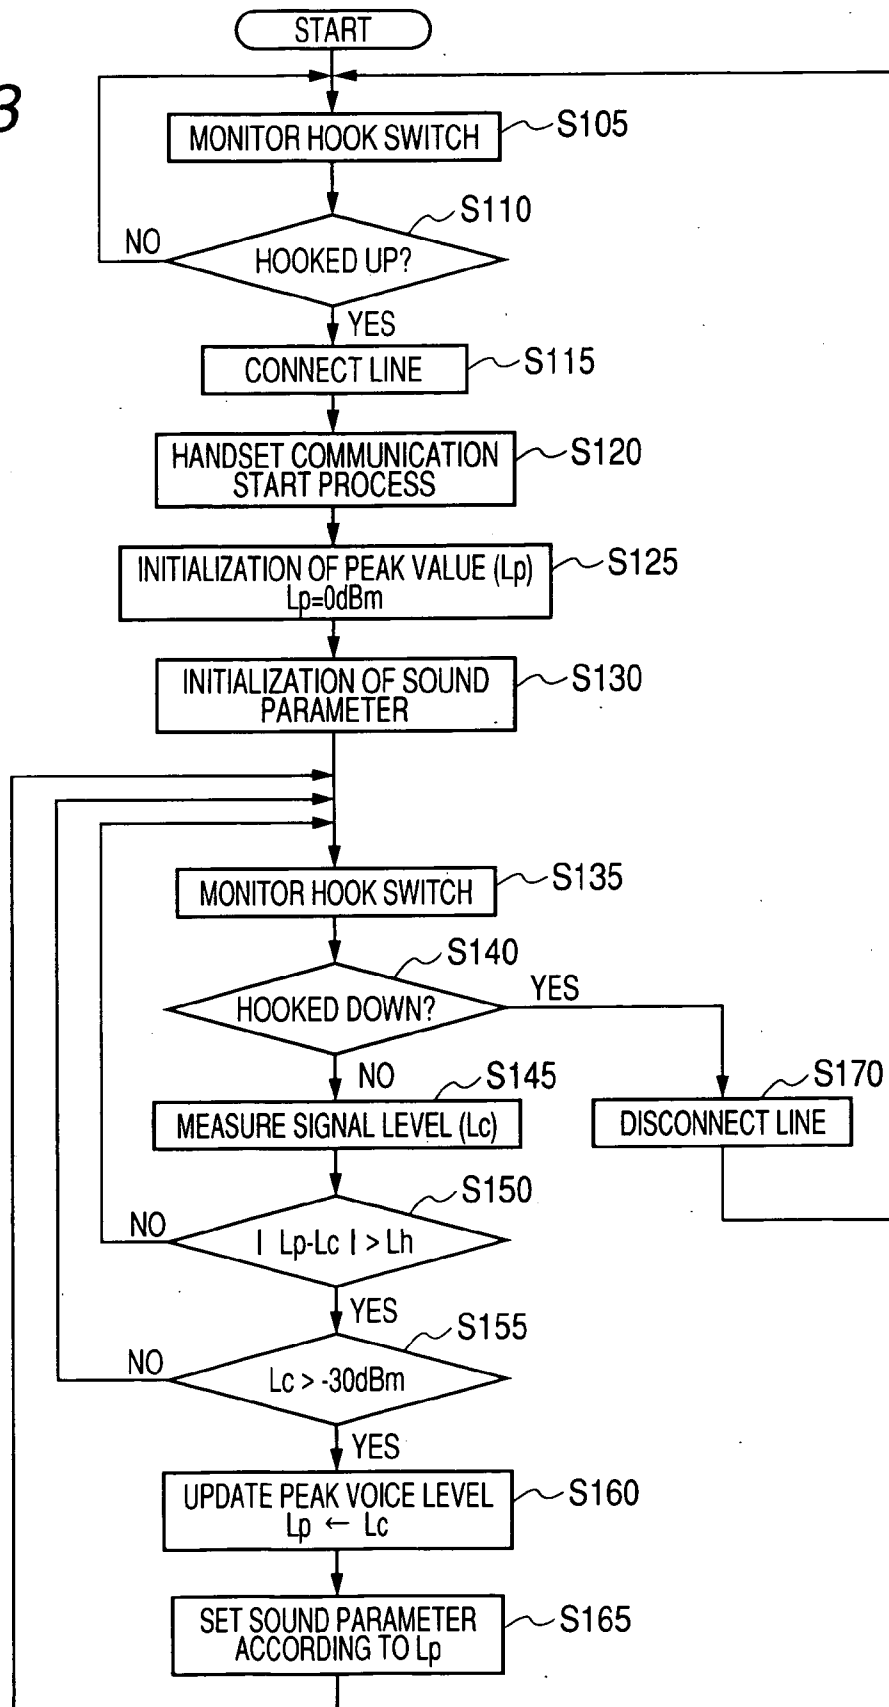 START
3
MONITOR HOOK SWITCH
S105
S110
NO
HOOKED UP?
YES
CONNECT LINE
S115
HANDSET COMMUNICATION
START PROCESS
S120
INITIALIZATION OF PEAK VALUE (Lp)
Lp=0dBm
S125
INITIALIZATION OF SOUND
PARAMETER
S130
MONITOR HOOK SWITCH
S135
S140
HOOKED DOWN?
YES
NO
S145
MEASURE SIGNAL LEVEL (Lc)
S170
DISCONNECT LINE
S150
NO
| Lp-Lc | > Lh
YES
S155
NO
Lc > -30dBm
YES
UPDATE PEAK VOICE LEVEL
Lp ← Lc
S160
SET SOUND PARAMETER
ACCORDING TO Lp
S165